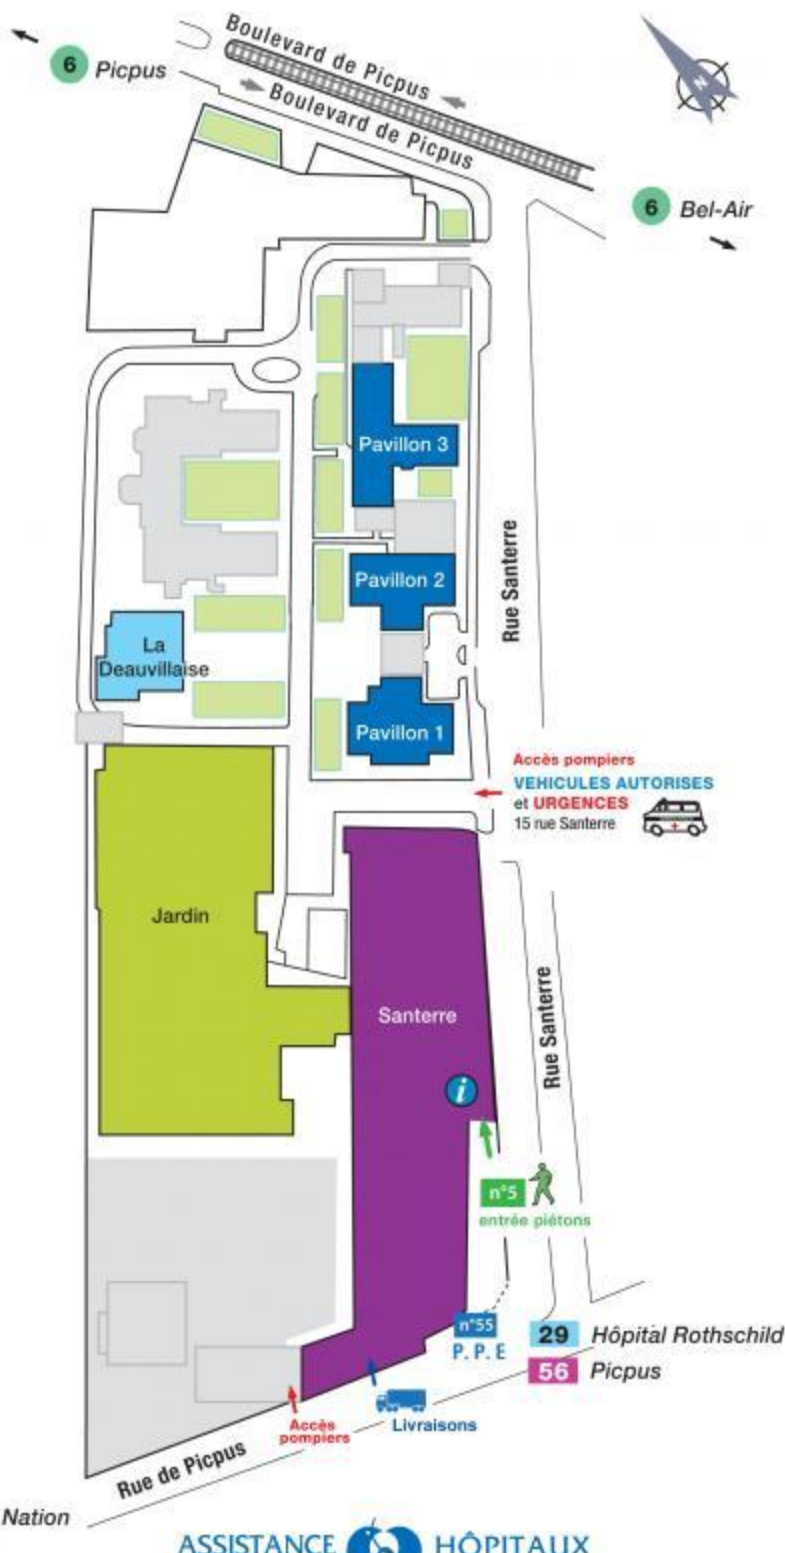 Boulevard de Picpus
6 Picpus
Boulevard de Picpus
N
6 Bel-Air
Pavillon 3
Rue Santerre
Pavillon 2
La
Deauvillaise
Pavillon 1
Accès pompiers
VEHICULES AUTORISES
et URGENCES
15 rue Santerre
Jardin
Santerre
Rue Santerre
i
n°5
entrée piétons
n°55
P. P. E
29 Hôpital Rothschild
56 Picpus
Livraisons
Accès
pompiers
Rue de Picpus
Nation
ASSISTANCE HÔPITAUX